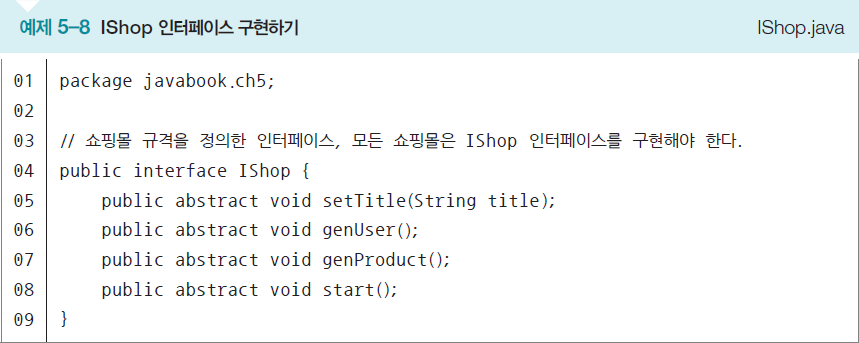 예제 5–8 IShop 인터페이스 구현하기 IShop.java
01 package javabook.ch5;
02
03 // 쇼핑몰 규격을 정의한 인터페이스, 모든 쇼핑몰은 IShop 인터페이스를 구현해야 한다.
04 public interface IShop {
05     public abstract void setTitle(String title);
06     public abstract void genUser();
07     public abstract void genProduct();
08     public abstract void start();
09 }